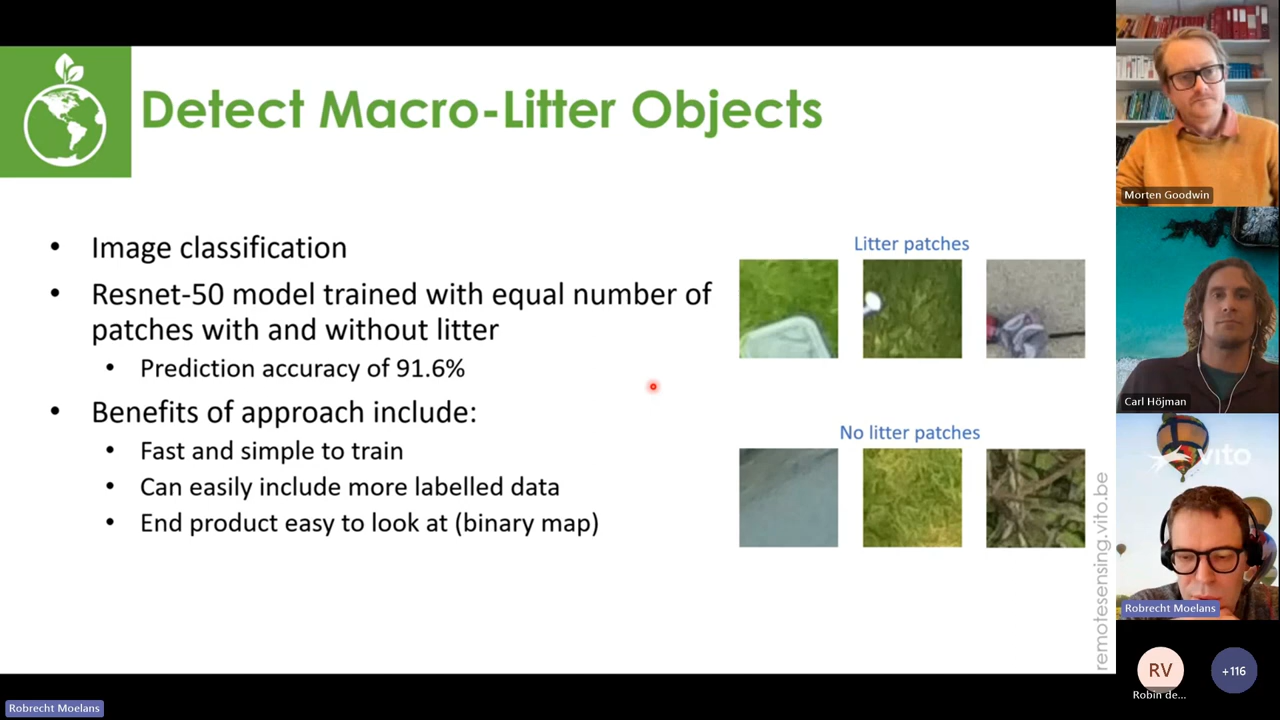 Detect Macro-Litter Objects
• Image classification
• Resnet-50 model trained with equal number of
patches with and without litter
• Prediction accuracy of 91.6%
• Benefits of approach include:
• Fast and simple to train
• Can easily include more labelled data
• End product easy to look at (binary map)
Litter patches
No litter patches
remotesensing.vito.be
Morten Goodwin
Carl Höjman
vito
Robrecht Moelans
RV
Robin de...
+116
Robrecht Moelans